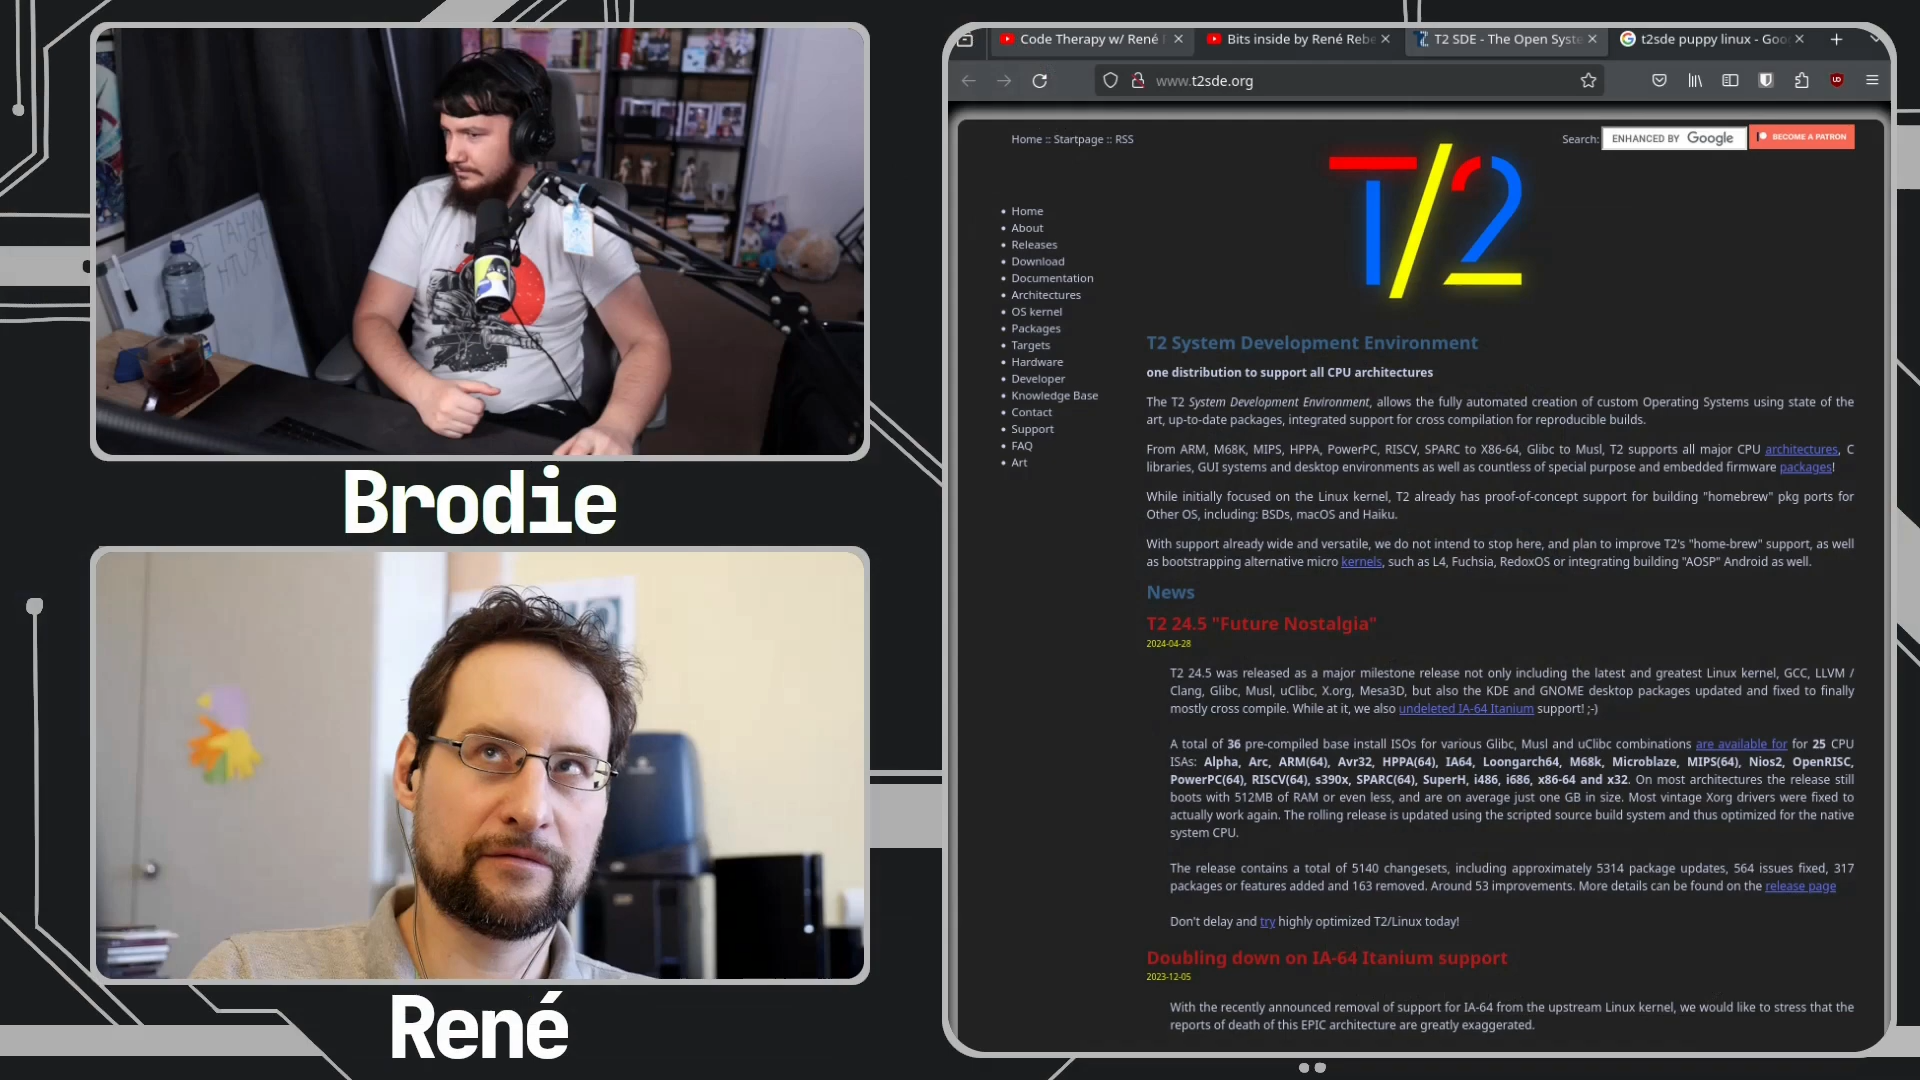 Brodie
René
Code Therapy w/ René
Bits inside by René Rebe
T2 SDE - The Open Syste
t2sde puppy linux - Goo
www.t2sde.org
Home :: Startpage :: RSS
Search: ENHANCED BY Google
BECOME A PATRON
T/2
Home
About
Releases
Download
Documentation
Architectures
OS kernel
Packages
Targets
Hardware
Developer
Knowledge Base
Contact
Support
FAQ
Art
T2 System Development Environment
one distribution to support all CPU architectures
The T2 System Development Environment, allows the fully automated creation of custom Operating Systems using state of the
art, up-to-date packages, integrated support for cross compilation for reproducible builds.
From ARM, M68K, MIPS, HPPA, PowerPC, RISCV, SPARC to X86-64, Glibc to Musl, T2 supports all major CPU architectures, C
libraries, GUI systems and desktop environments as well as countless of special purpose and embedded firmware packages!
While initially focused on the Linux kernel, T2 already has proof-of-concept support for building "homebrew" pkg ports for
Other OS, including: BSDs, macOS and Haiku.
With support already wide and versatile, we do not intend to stop here, and plan to improve T2's "home-brew" support, as well
as bootstrapping alternative micro kernels, such as L4, Fuchsia, RedoxOS or integrating building "AOSP" Android as well.
News
T2 24.5 "Future Nostalgia"
2024-04-28
T2 24.5 was released as a major milestone release not only including the latest and greatest Linux kernel, GCC, LLVM /
Clang, Glibc, Musl, uClibc, X.org, Mesa3D, but also the KDE and GNOME desktop packages updated and fixed to finally
mostly cross compile. While at it, we also undeleted IA-64 Itanium support! ;-)
A total of 36 pre-compiled base install ISOs for various Glibc, Musl and uClibc combinations are available for for 25 CPU
ISAs: Alpha, Arc, ARM(64), Avr32, HPPA(64), IA64, Loongarch64, M68k, Microblaze, MIPS(64), Nios2, OpenRISC,
PowerPC(64), RISCV(64), s390x, SPARC(64), SuperH, i486, i686, x86-64 and x32. On most architectures the release still
boots with 512MB of RAM or even less, and are on average just one GB in size. Most vintage Xorg drivers were fixed to
actually work again. The rolling release is updated using the scripted source build system and thus optimized for the native
system CPU.
The release contains a total of 5140 changesets, including approximately 5314 package updates, 564 issues fixed, 317
packages or features added and 163 removed. Around 53 improvements. More details can be found on the release page
Don't delay and try highly optimized T2/Linux today!
Doubling down on IA-64 Itanium support
2023-12-05
With the recently announced removal of support for IA-64 from the upstream Linux kernel, we would like to stress that the
reports of death of this EPIC architecture are greatly exaggerated.